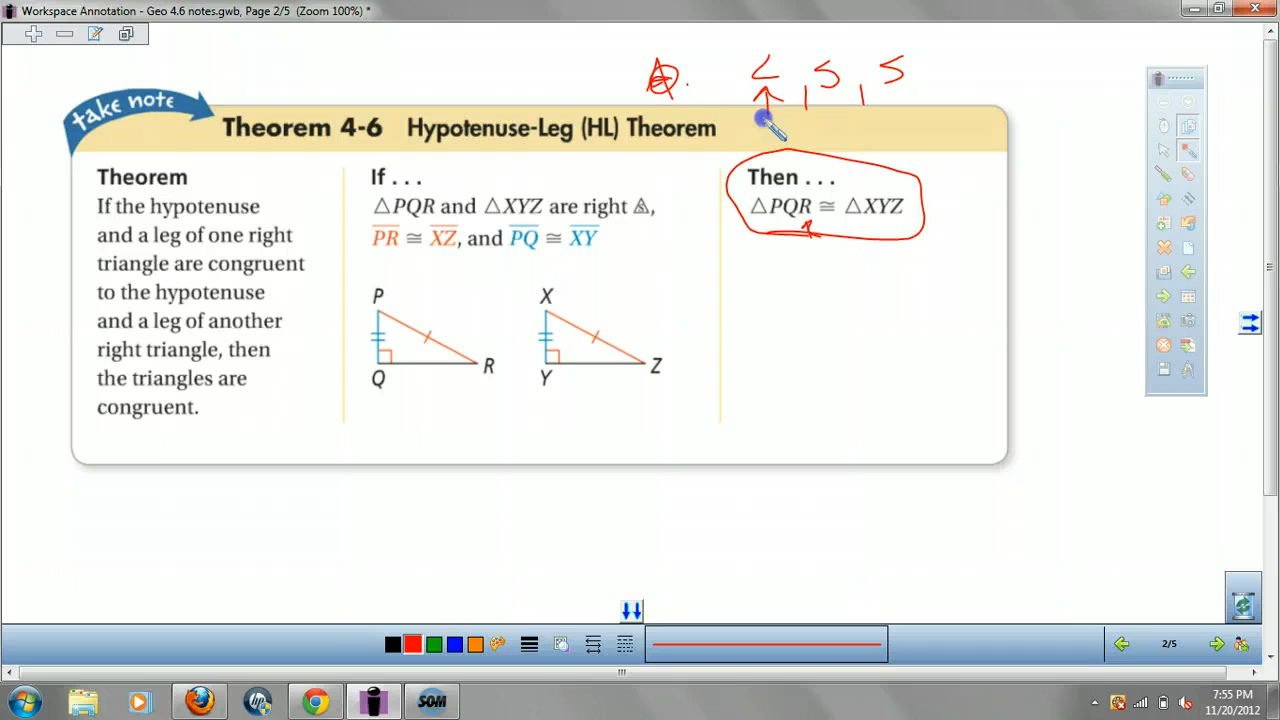 Workspace Annotation - Geo 4.6 notes.gwb, Page 2/5 (Zoom 100%) *
∠, S, S
take note
Theorem 4-6 Hypotenuse-Leg (HL) Theorem
Theorem
If the hypotenuse
and a leg of one right
triangle are congruent
to the hypotenuse
and a leg of another
right triangle, then
the triangles are
congruent.
If . . .
△PQR and △XYZ are right ⦞,
PR ≅ XZ, and PQ ≅ XY
P
Q
R
X
Y
Z
Then . . .
△PQR ≅ △XYZ
2/5
hp
SOM
7:55 PM
11/20/2012